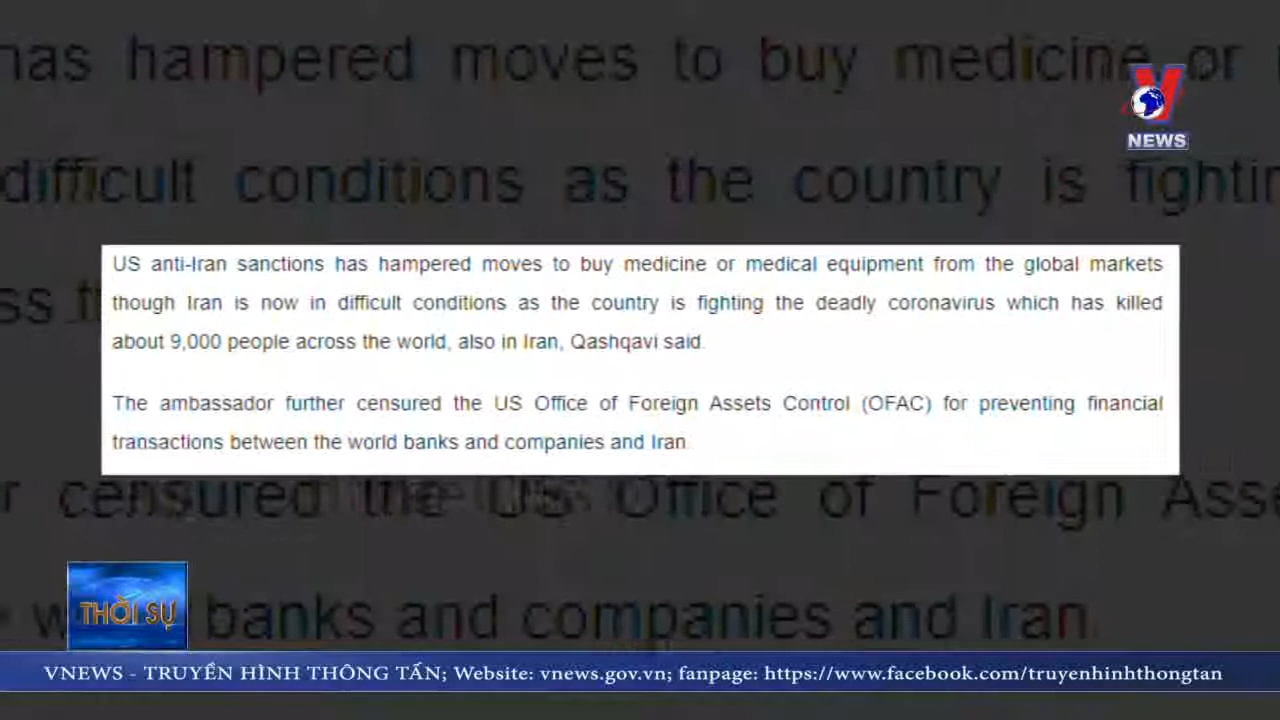 has hampered moves to buy medicine or
NEWS
difficult conditions as the country is
US anti-Iran sanctions has hampered moves to buy medicine or medical equipment from the global markets
though Iran is now in difficult conditions as the country is fighting the deadly coronavirus which has killed
about 9,000 people across the world, also in Iran, Qashqavi said.
The ambassador further censured the US Office of Foreign Assets Control (OFAC) for preventing financial
transactions between the world banks and companies and Iran.
censured the US Office of Foreign
THỜI SỰ
banks and companies and Iran.
VNEWS - TRUYỀN HÌNH THÔNG TẤN; Website: vnews.gov.vn; fanpage: https://www.facebook.com/truyenhinhthongtan